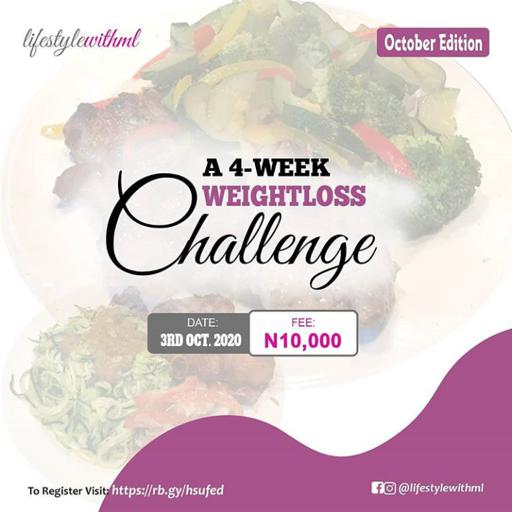 lifestylewithml
October Edition
A 4-WEEK
WEIGHTLOSS
Challenge
DATE:
3RD OCT. 2020
FEE:
N10,000
To Register Visit: https://rb.gy/hsufed
@lifestylewithml